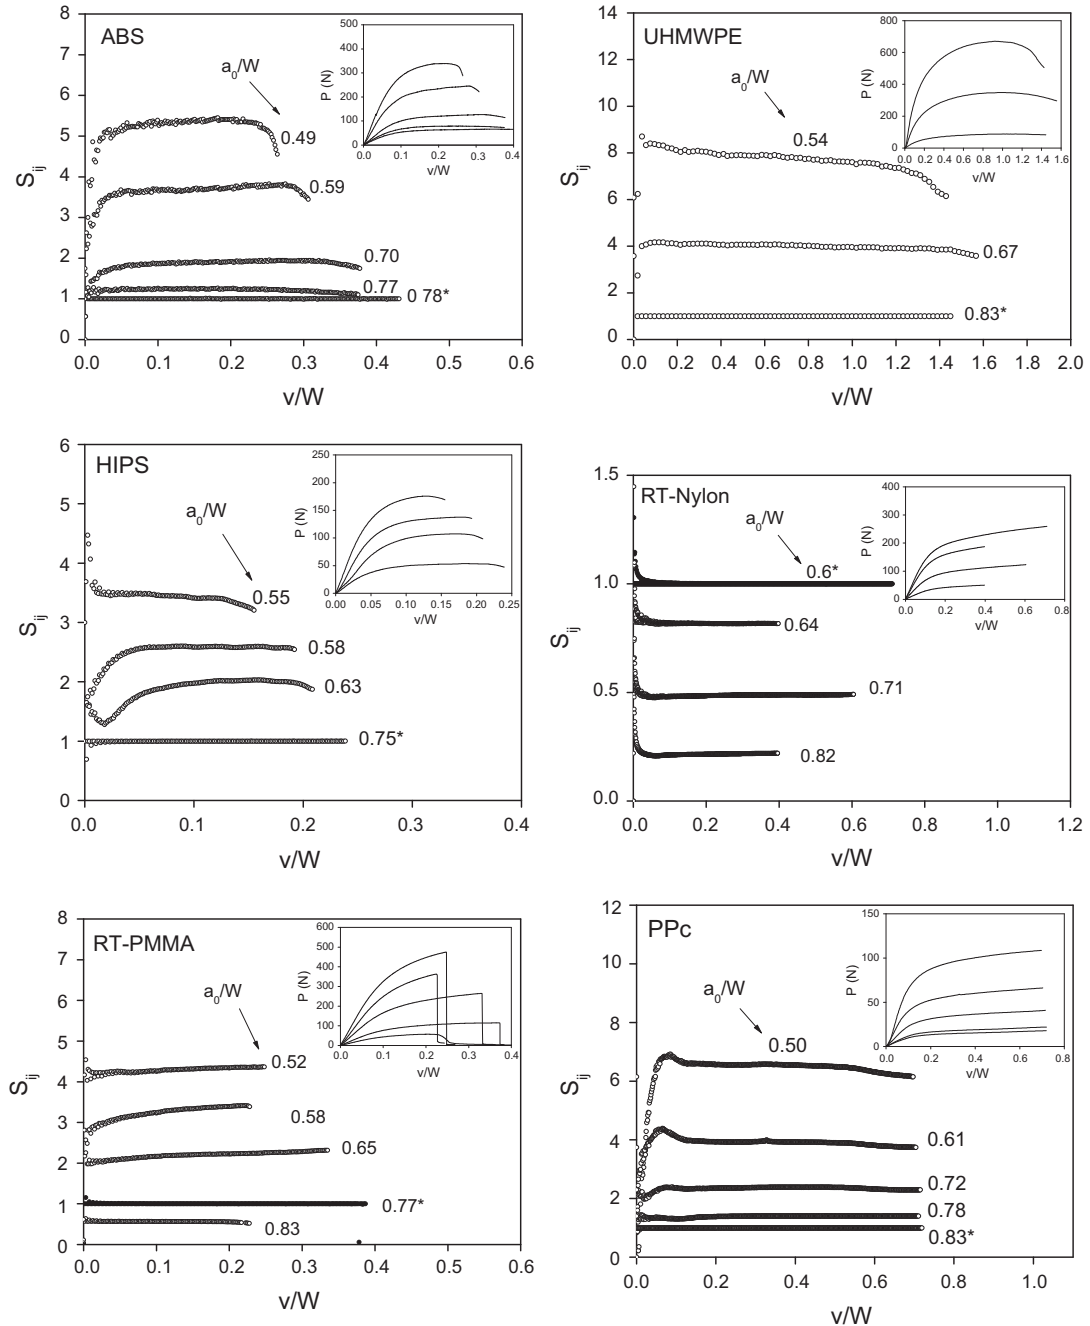 ABS
a0/W
0.49
0.59
0.70
0.77
0 78*
8
7
6
5
4
3
2
1
0
Sij
0.0 0.1 0.2 0.3 0.4 0.5 0.6
v/W
500
400
300
200
100
0
P (N)
0.0 0.1 0.2 0.3 0.4
v/W
UHMWPE
a0/W
0.54
0.67
0.83*
14
12
10
8
6
4
2
0
Sij
0.0 0.2 0.4 0.6 0.8 1.0 1.2 1.4 1.6 1.8 2.0
v/W
800
600
400
200
0
P (N)
0.0 0.2 0.4 0.6 0.8 1.0 1.2 1.4 1.6
v/W
HIPS
a0/W
0.55
0.58
0.63
0.75*
6
5
4
3
2
1
0
Sij
0.0 0.1 0.2 0.3 0.4
v/W
250
200
150
100
50
0
P (N)
0.00 0.05 0.10 0.15 0.20 0.25
v/W
RT-Nylon
a0/W
0.6*
0.64
0.71
0.82
1.5
1.0
0.5
0.0
Sij
0.0 0.2 0.4 0.6 0.8 1.0 1.2
v/W
400
300
200
100
0
P (N)
0.0 0.2 0.4 0.6 0.8
v/W
RT-PMMA
a0/W
0.52
0.58
0.65
0.77*
0.83
8
7
6
5
4
3
2
1
0
Sij
0.0 0.1 0.2 0.3 0.4 0.5 0.6
v/W
600
500
400
300
200
100
0
P (N)
0.0 0.1 0.2 0.3 0.4
v/W
PPc
a0/W
0.50
0.61
0.72
0.78
0.83*
12
10
8
6
4
2
0
Sij
0.0 0.2 0.4 0.6 0.8 1.0
v/W
150
100
50
0
P (N)
0.0 0.2 0.4 0.6 0.8
v/W